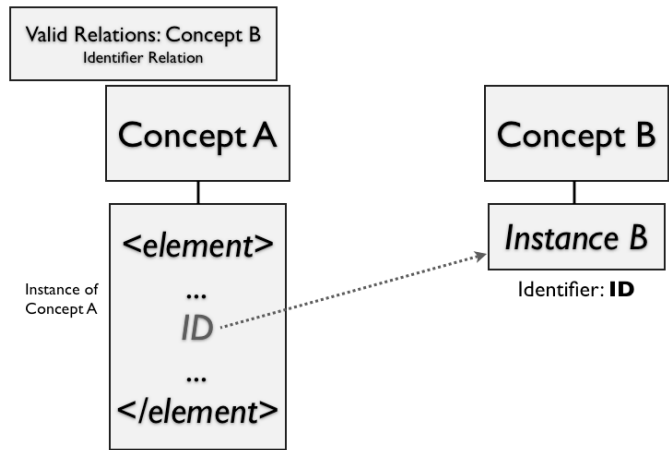 Valid Relations: Concept B
Identifier Relation
Concept A
Concept B
<element>
...
ID
...
</element>
Instance of
Concept A
Instance B
Identifier: ID